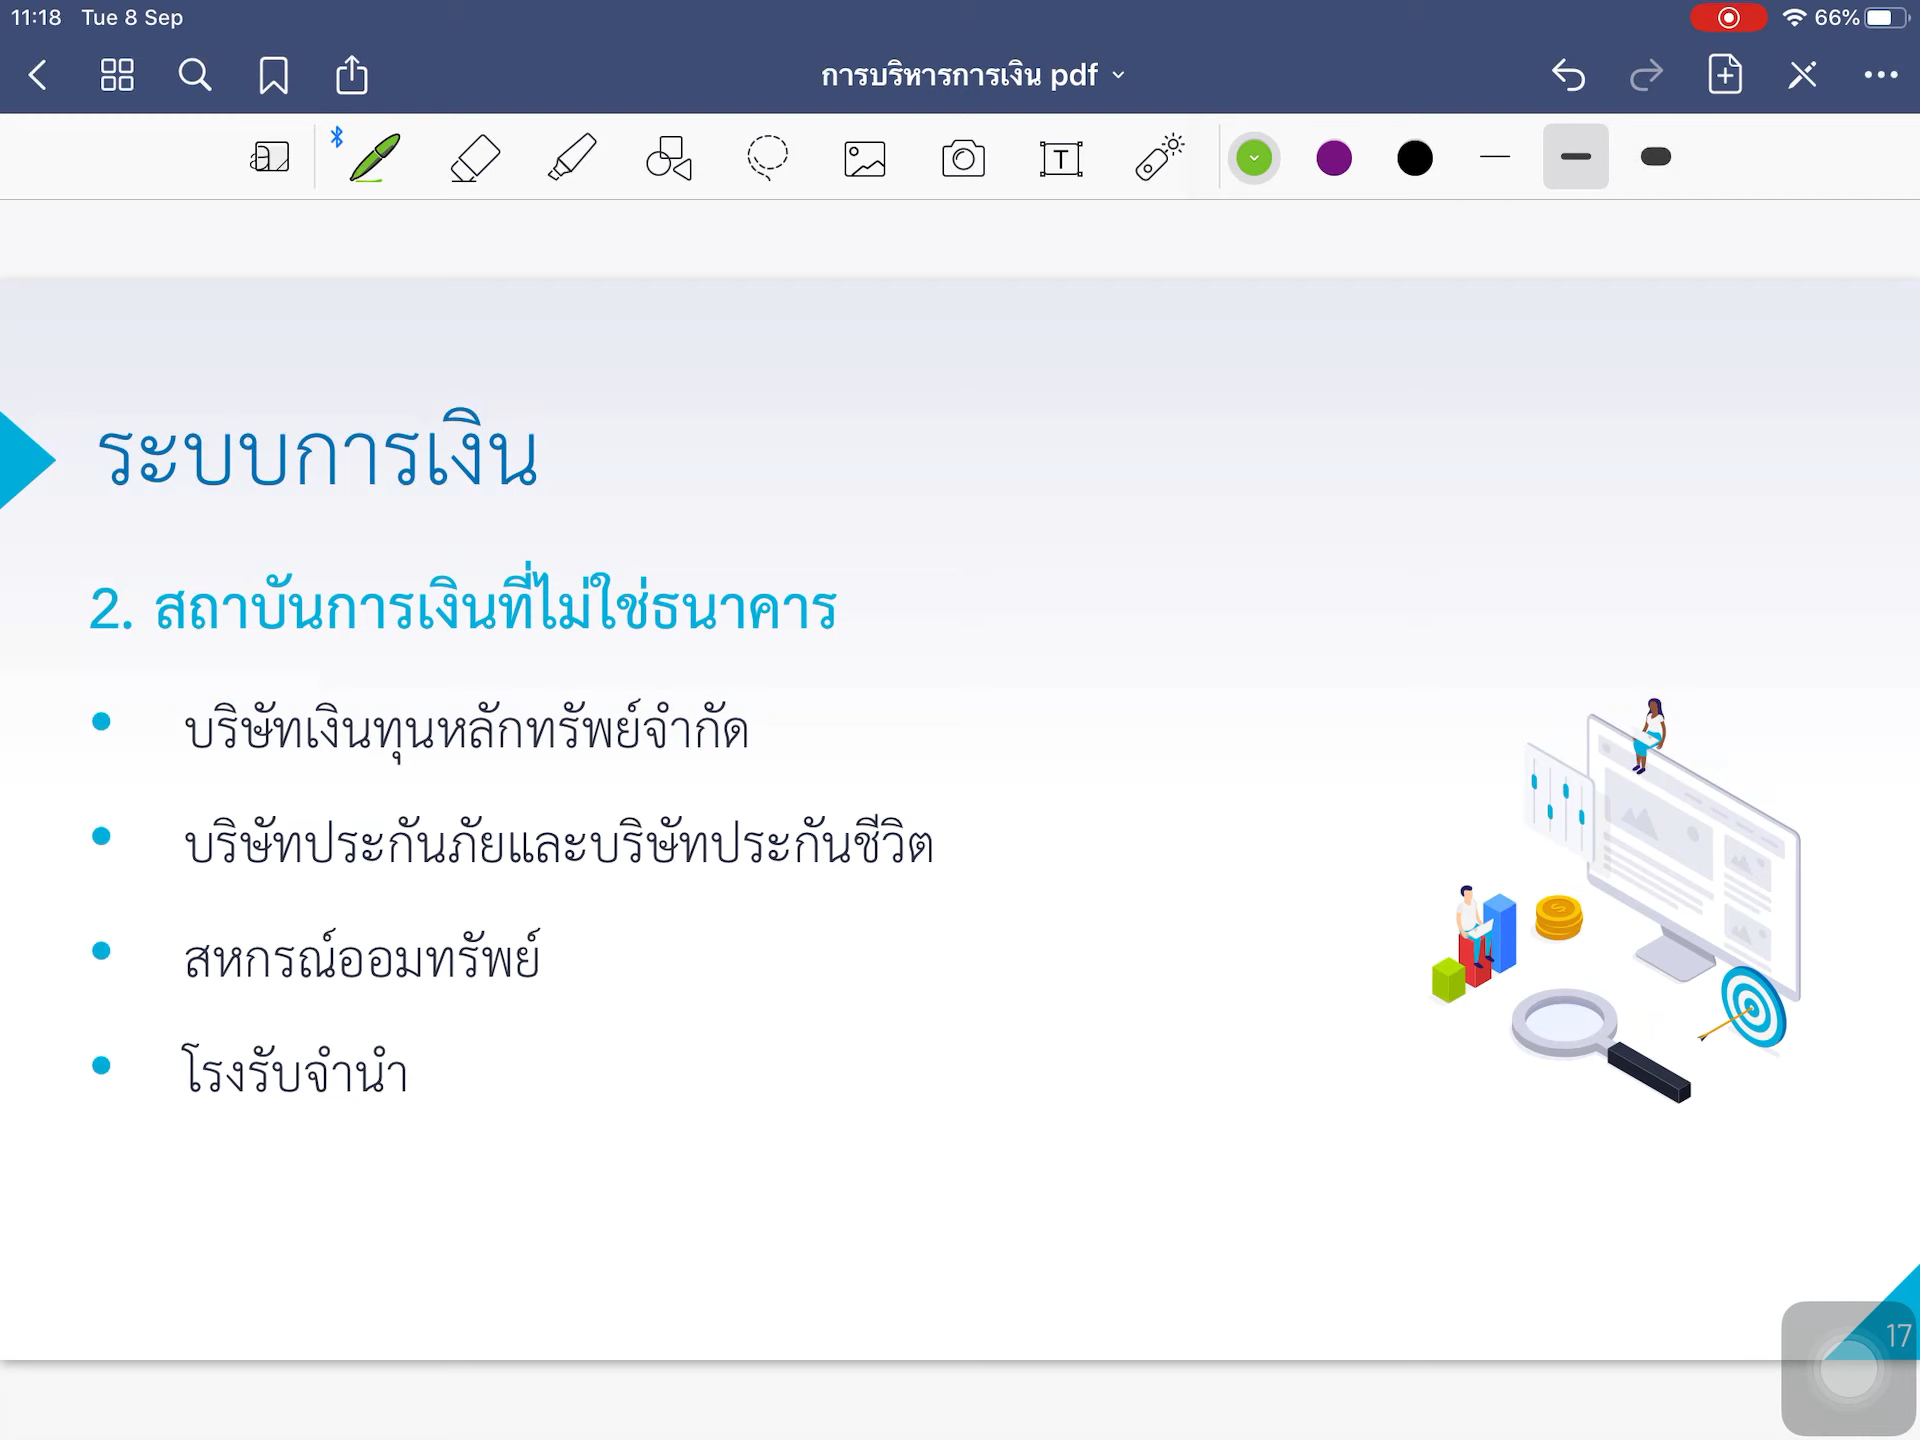 11:18 Tue 8 Sep
66%
การบริหารการเงิน pdf
ระบบการเงิน
2. สถาบันการเงินที่ไม่ใช่ธนาคาร
• บริษัทเงินทุนหลักทรัพย์จำกัด
• บริษัทประกันภัยและบริษัทประกันชีวิต
• สหกรณ์ออมทรัพย์
• โรงรับจำนำ
17